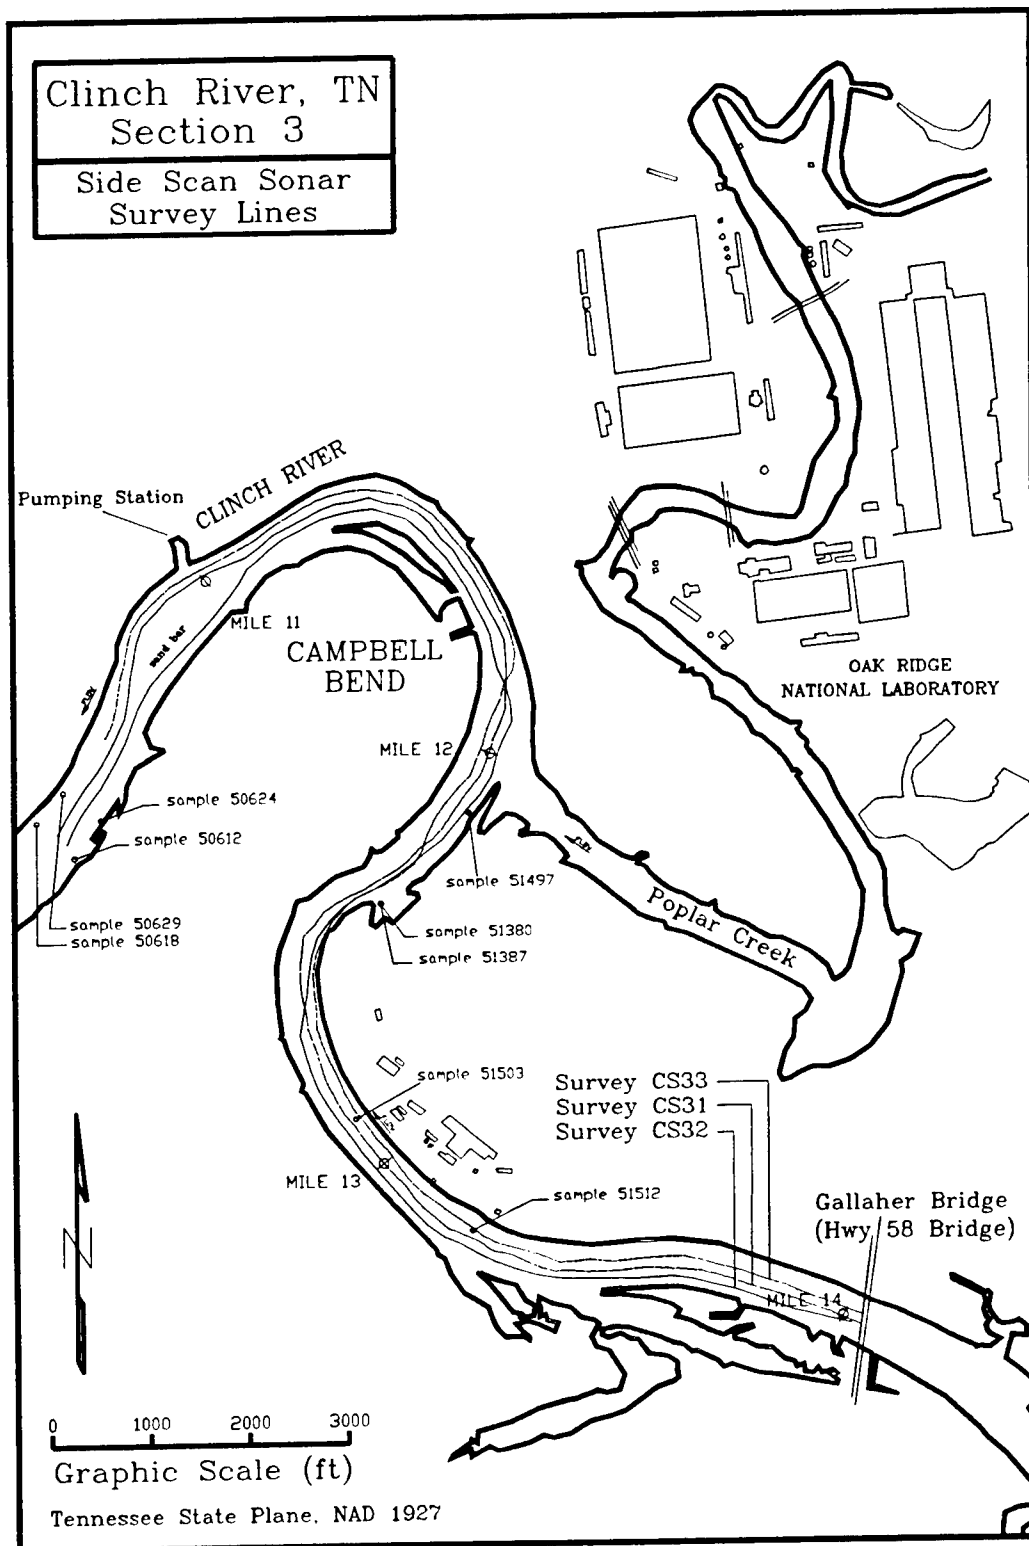 Clinch River, TN
Section 3
Side Scan Sonar
Survey Lines
CLINCH RIVER
Pumping Station
MILE 11
sand bar
CAMPBELL
BEND
OAK RIDGE
NATIONAL LABORATORY
MILE 12
sample 50624
sample 50612
sample 51497
Poplar Creek
sample 50629
sample 50618
sample 51380
sample 51387
sample 51503
Survey CS33
Survey CS31
Survey CS32
MILE 13
sample 51512
Gallaher Bridge
(Hwy 58 Bridge)
MILE 14
N
0 1000 2000 3000
Graphic Scale (ft)
Tennessee State Plane, NAD 1927